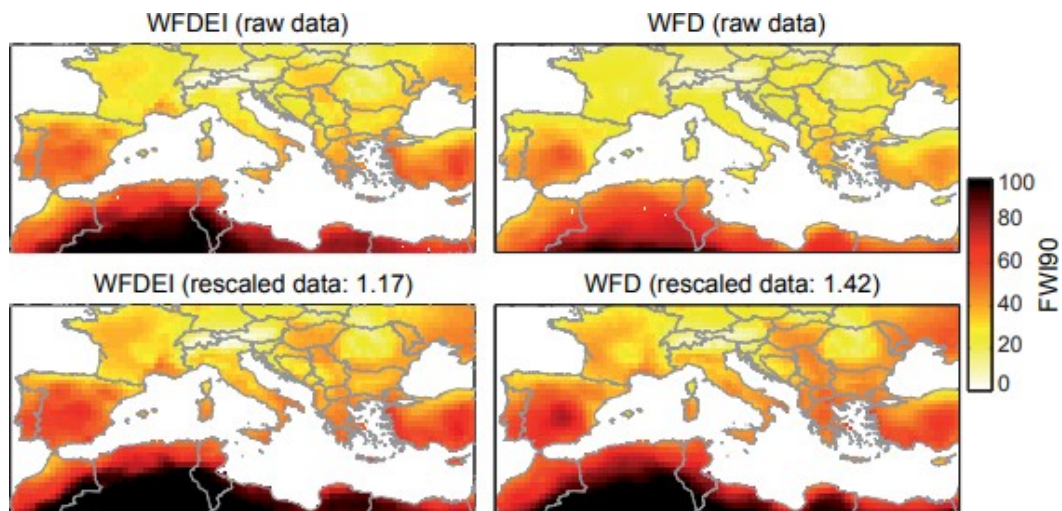 WFDEI (raw data)
WFD (raw data)
WFDEI (rescaled data: 1.17)
WFD (rescaled data: 1.42)
100
80
60
40
20
0
FWI90